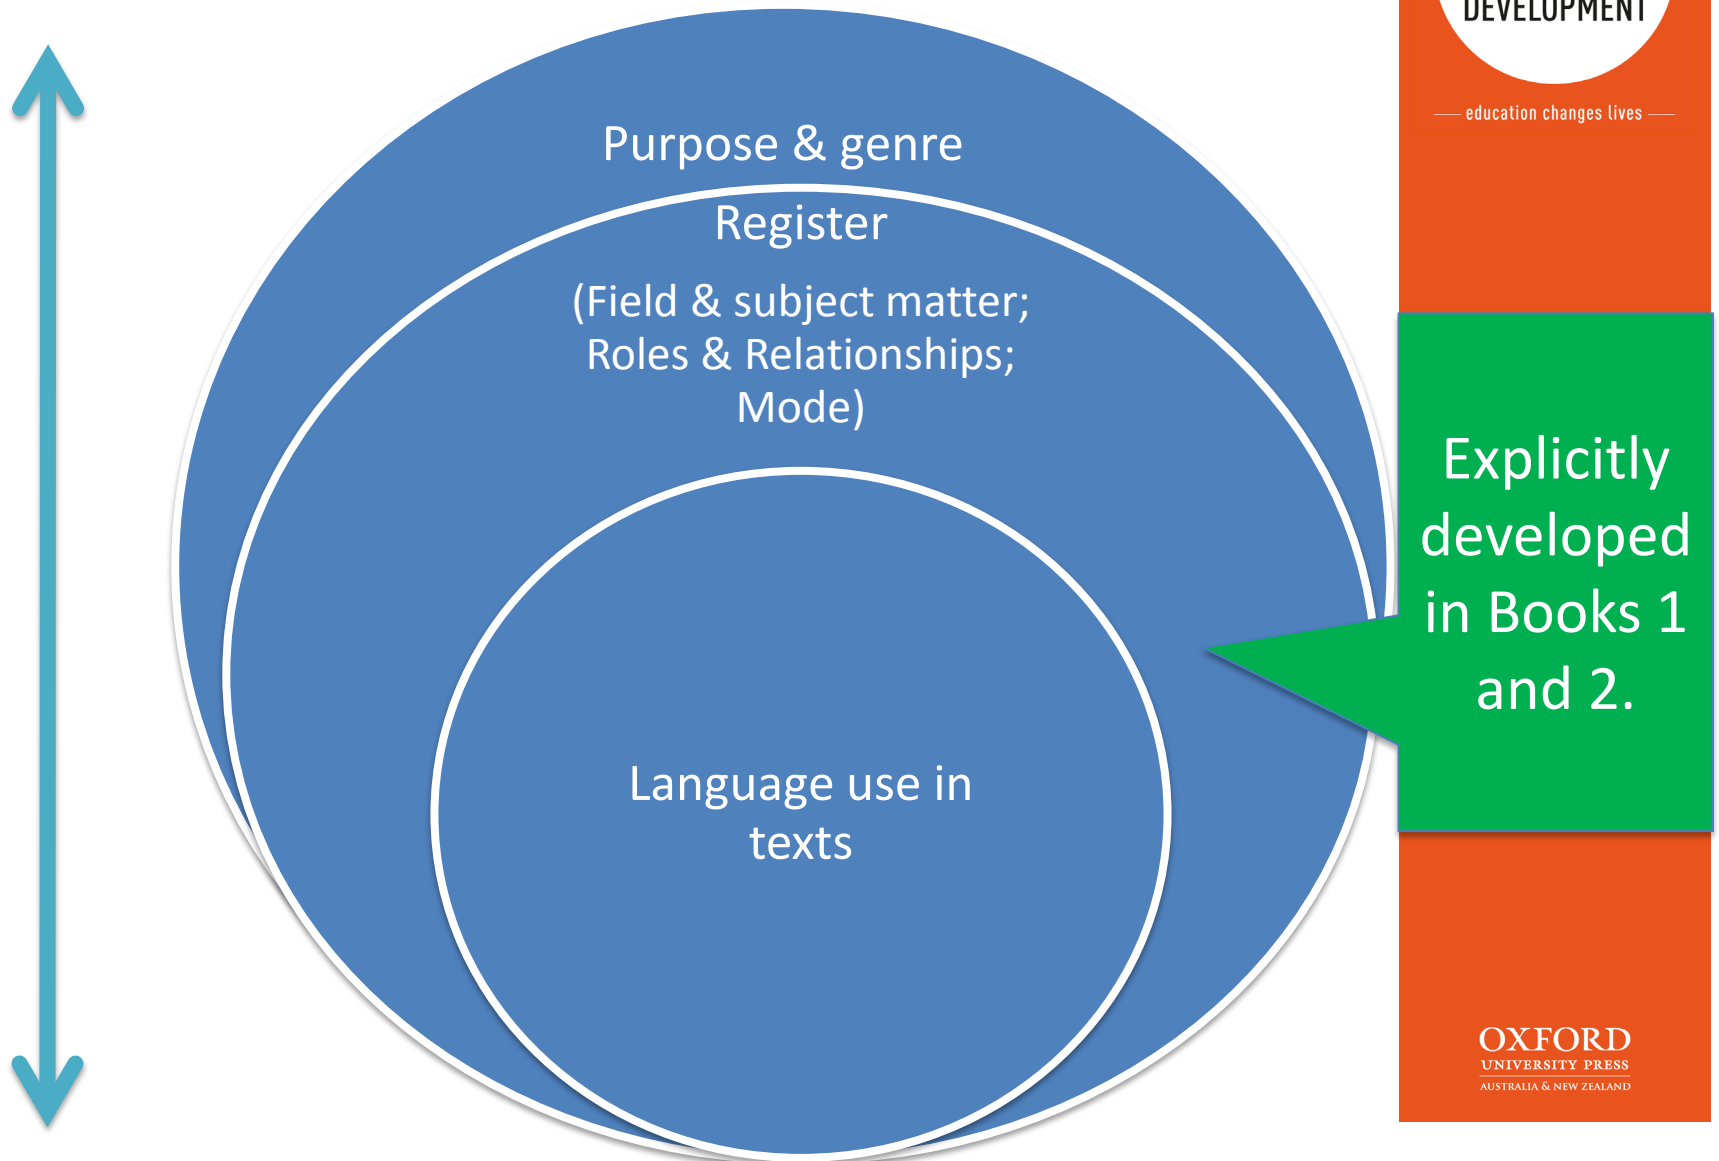 Purpose & genre
Register
(Field & subject matter;
Roles & Relationships;
Mode)
Language use in
texts
DEVELOPMENT
education changes lives
Explicitly
developed
in Books 1
and 2.
OXFORD
UNIVERSITY PRESS
AUSTRALIA & NEW ZEALAND